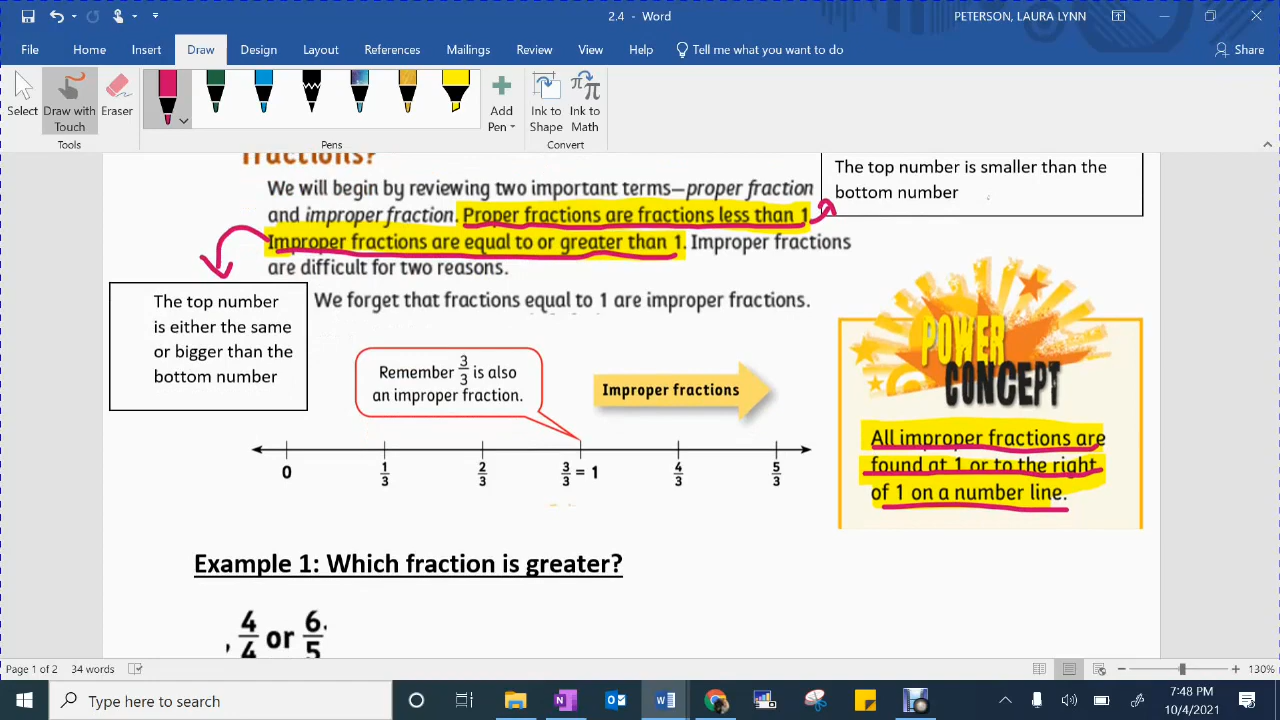 2.4 - Word
PETERSON, LAURA LYNN
File Home Insert Draw Design Layout References Mailings Review View Help Tell me what you want to do Share
Select Draw with Touch Eraser Add Pen Ink to Shape Ink to Math
Tools Pens Convert
fractions?
The top number is smaller than the
bottom number
We will begin by reviewing two important terms—proper fraction
and improper fraction. Proper fractions are fractions less than 1
Improper fractions are equal to or greater than 1. Improper fractions
are difficult for two reasons.
The top number
is either the same
or bigger than the
bottom number
We forget that fractions equal to 1 are improper fractions.
Remember 3/3 is also
an improper fraction.
Improper fractions
0 1/3 2/3 3/3 = 1 4/3 5/3
POWER
CONCEPT
All improper fractions are
found at 1 or to the right
of 1 on a number line.
Example 1: Which fraction is greater?
4/4 or 6/5
Page 1 of 2 34 words 130%
Type here to search
7:48 PM
10/4/2021